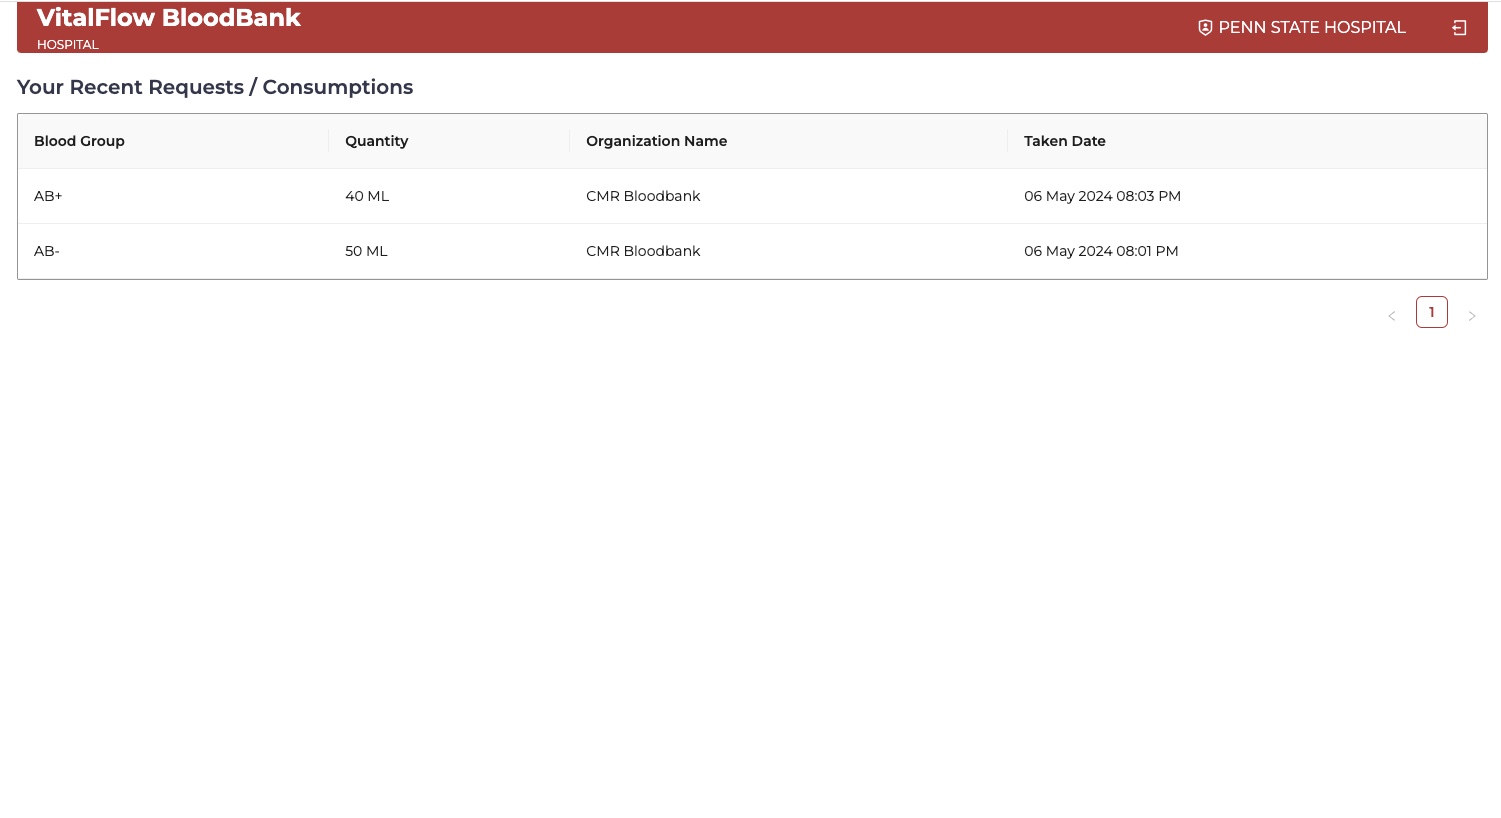 VitalFlow BloodBank
HOSPITAL
PENN STATE HOSPITAL
Your Recent Requests / Consumptions
Blood Group Quantity Organization Name Taken Date
AB+ 40 ML CMR Bloodbank 06 May 2024 08:03 PM
AB- 50 ML CMR Bloodbank 06 May 2024 08:01 PM
< 1 >